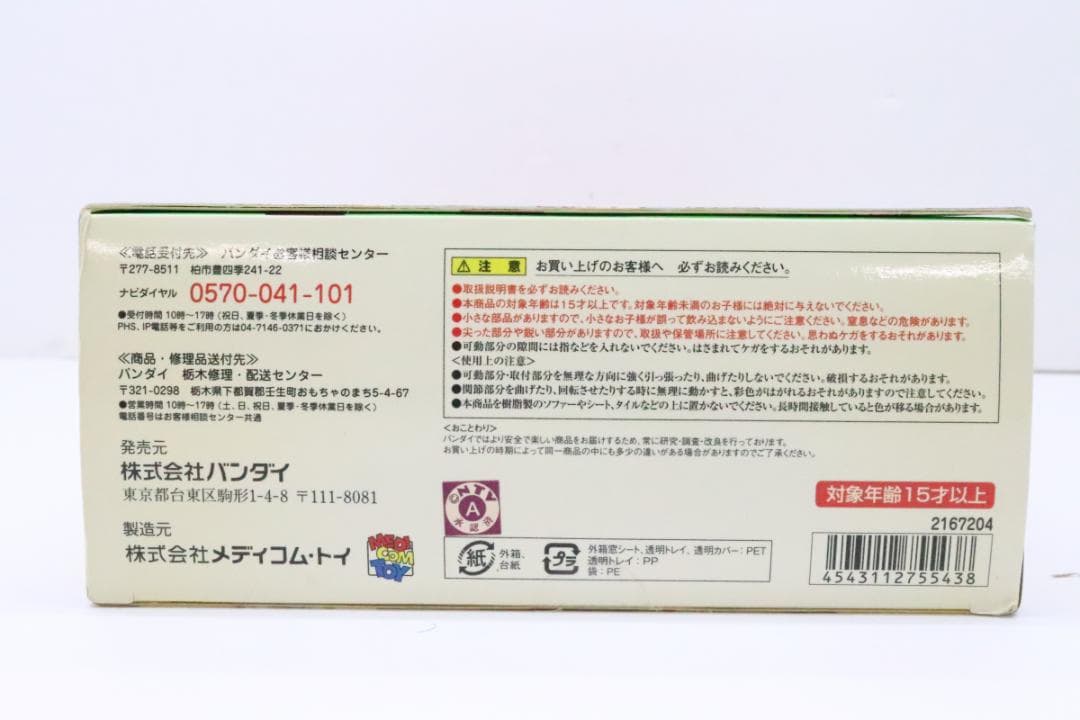 ≪電話受付先≫ バンダイお客様相談センター
〒277-8511 柏市豊四季241-22
ナビダイヤル 0570-041-101
●受付時間 10時〜17時(祝日、夏季・冬季休業日を除く)
PHS、IP電話等をご利用の方は04-7146-0371におかけください。
≪商品・修理品送付先≫
バンダイ 栃木修理・配送センター
〒321-0298 栃木県下都賀郡壬生町おもちゃのまち5-4-67
●営業時間 10時〜17時(土、日、祝日、夏季・冬季休業日を除く)
電話番号はお客様相談センター共通
発売元
株式会社バンダイ
東京都台東区駒形1-4-8 〒111-8081
製造元
株式会社メディコム・トイ
MEDI
COM
TOY
⚠ 注意 お買い上げのお客様へ 必ずお読みください。
●取扱説明書を必ずお読みください。
●本商品の対象年齢は15才以上です。対象年齢未満のお子様には絶対に与えないでください。
●小さな部品がありますので、小さなお子様が誤って飲み込まないようにご注意ください。窒息などの危険があります。
●尖った部分や鋭い部分がありますので、取扱や保管場所に注意してください。思わぬケガをするおそれがあります。
●可動部分の隙間には指などを入れないでください。はさまれてケガをするおそれがあります。
<使用上の注意>
●可動部分・取付部分を無理な方向に強く引っ張ったり、曲げたりしないでください。破損するおそれがあります。
●関節部分を曲げたり、回転させたりする時に無理に動かすと、彩色がはがれるおそれがありますので注意してください。
●本商品を樹脂製のソファーやシート、タイルなどの上に置かないでください。長時間接触していると色が移る場合があります。
<おことわり>
バンダイではより安全で楽しい商品をお届けするため、常に研究・調査・改良を行っております。
お買い上げの時期によって同一商品の中にも多少の違いがある場合がありますのでご了承ください。
©NTV
A
承認済
対象年齢15才以上
2167204
紙 外箱、
台紙
プラ 外箱窓シート、透明トレイ、透明カバー:PET
透明トレイ:PP
袋:PE
4543112755438